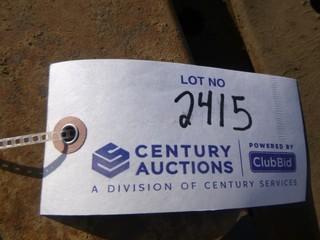 LOT NO
2415
CENTURY AUCTIONS
POWERED BY
ClubBid
A DIVISION OF CENTURY SERVICES